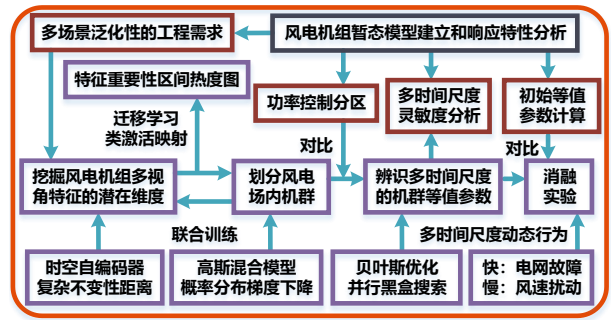 多场景泛化性的工程需求
风电机组暂态模型建立和响应特性分析
特征重要性区间热度图
功率控制分区
多时间尺度
灵敏度分析
初始等值
参数计算
迁移学习
类激活映射
对比
对比
挖掘风电机组多视
角特征的潜在维度
划分风电
场内机群
辨识多时间尺度
的机群等值参数
消融
实验
联合训练
多时间尺度动态行为
时空自编码器
复杂不变性距离
高斯混合模型
概率分布梯度下降
贝叶斯优化
并行黑盒搜索
快：电网故障
慢：风速扰动